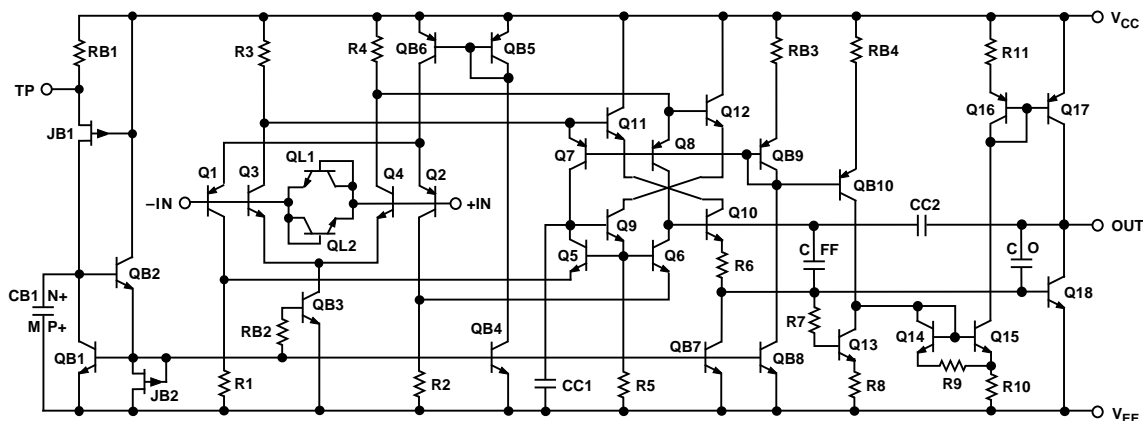 V_CC
RB1
R3
R4
QB6
QB5
RB3
RB4
R11
TP
Q12
Q16
Q17
JB1
Q11
QL1
Q7
Q8
QB9
Q1
Q3
Q4
Q2
QB10
–IN
+IN
CC2
QL2
Q9
Q10
OUT
Q5
Q6
C FF
C O
R6
QB2
CB1
N+
M
P+
QB3
Q18
RB2
R7
QB1
QB4
QB7
QB8
Q13
Q14
Q15
JB2
R1
R2
CC1
R5
R8
R9
R10
V_EE